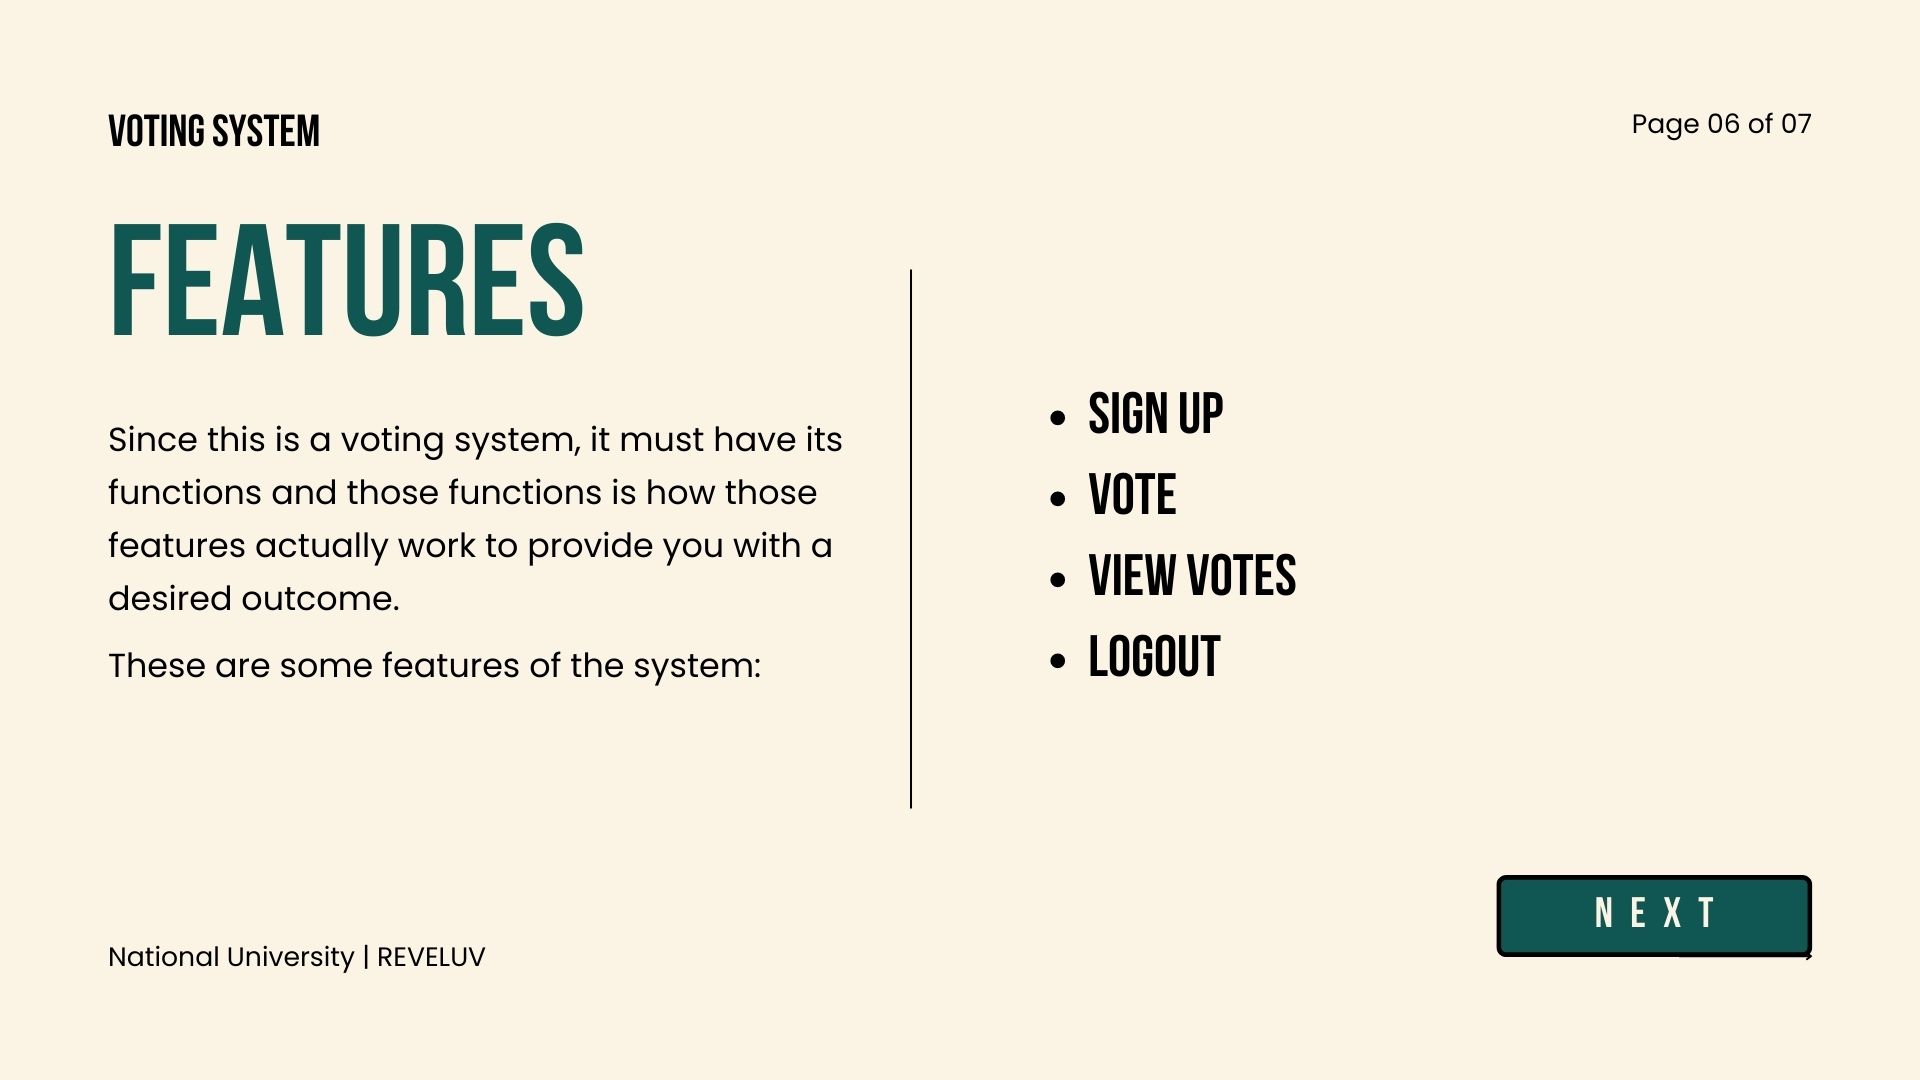 VOTING SYSTEM
Page 06 of 07
FEATURES
Since this is a voting system, it must have its
functions and those functions is how those
features actually work to provide you with a
desired outcome.
These are some features of the system:
• SIGN UP
• VOTE
• VIEW VOTES
• LOGOUT
NEXT
National University | REVELUV